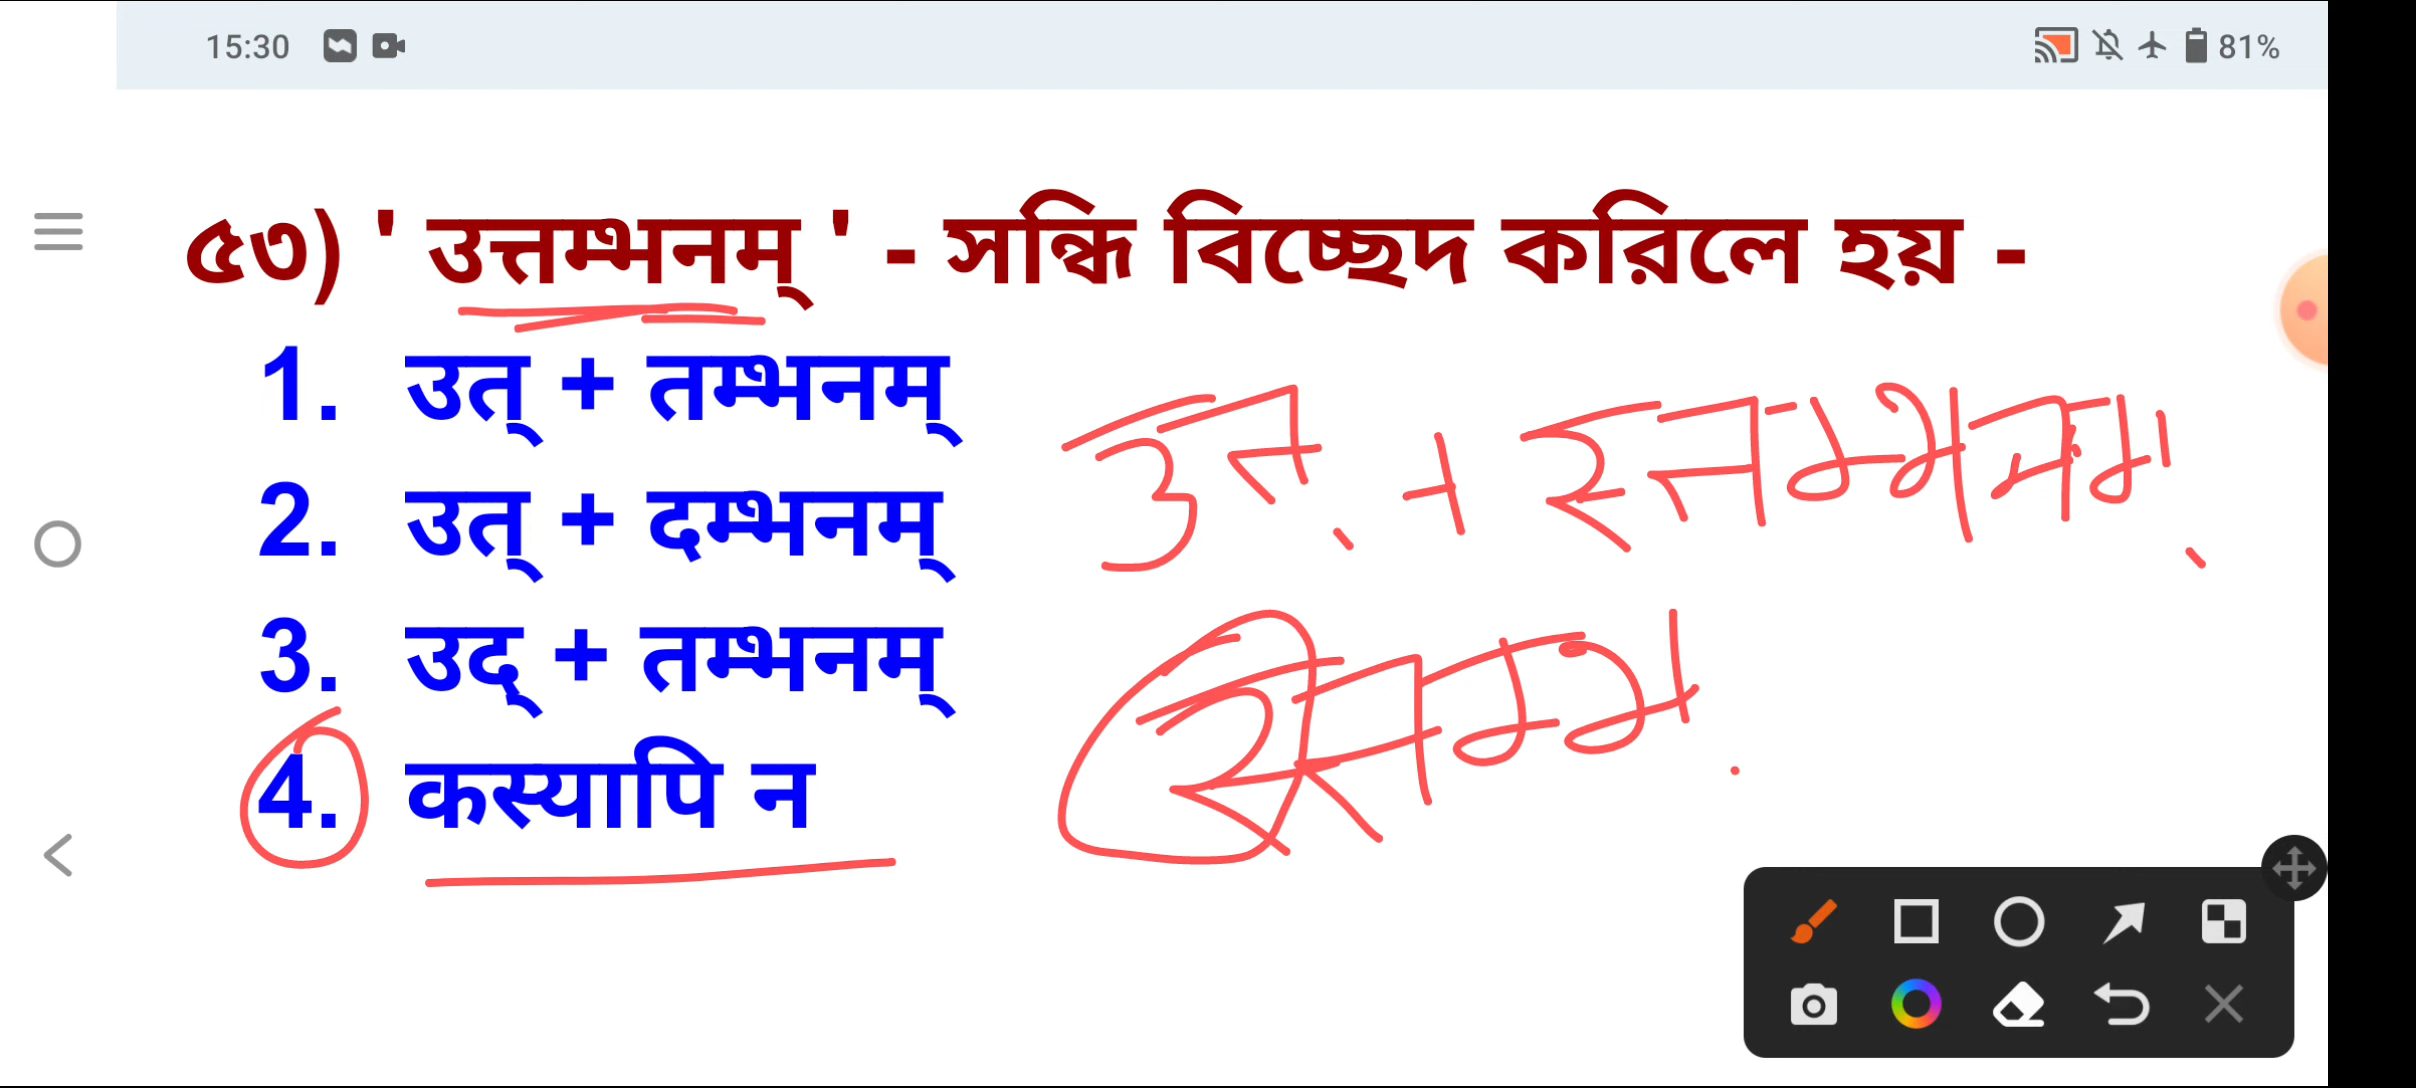 15:30 81%
৫৩) ' उत्तम्भनम् ' - সন্ধি বিচ্ছেদ করিলে হয় -
1. उत् + तम्भनम्
2. उत् + दम्भनम्
3. उद् + तम्भनम्
4. कस्यापि न
उत् + स्तम्भनम्
स्तम्भ